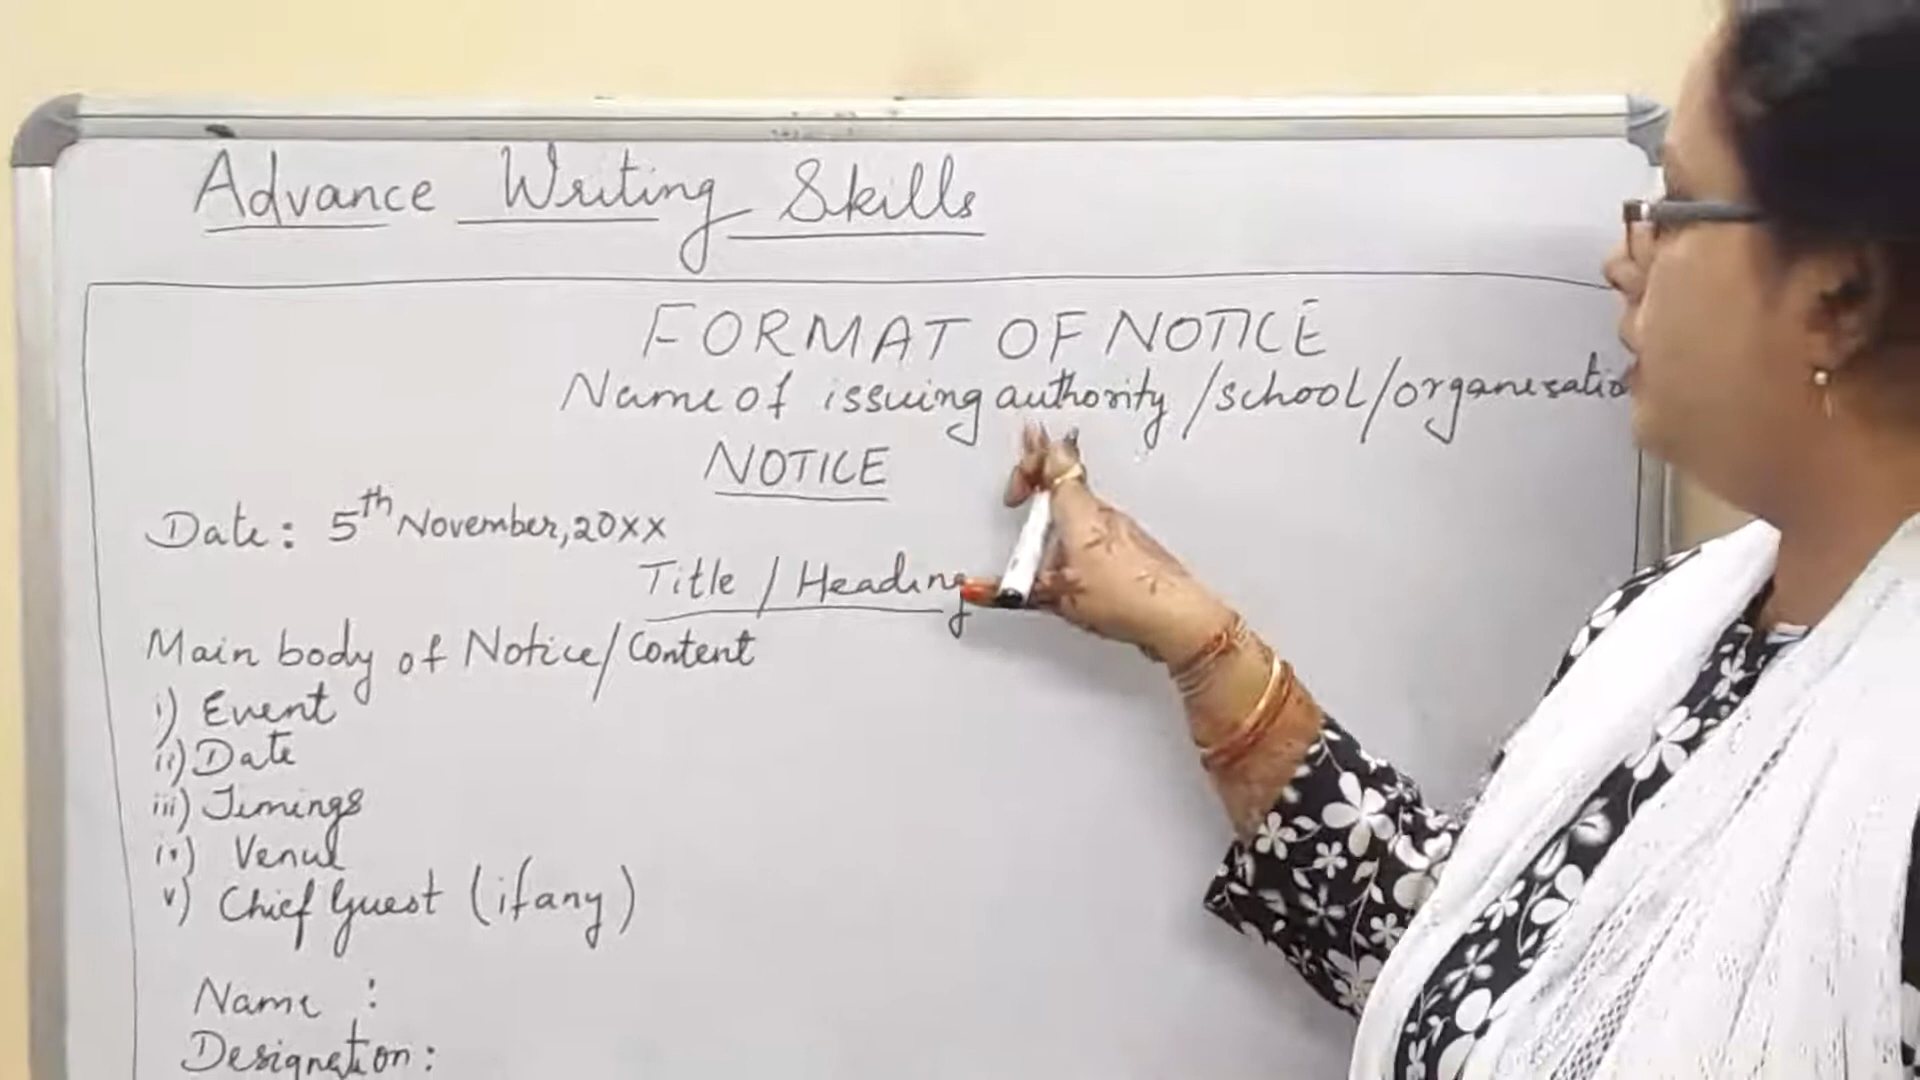 Advance Writing Skills
FORMAT OF NOTICE
Name of issuing authority /school/organisatio
NOTICE
Date: 5th November, 20xx
Title / Heading
Main body of Notice/Content
i) Event
ii) Date
iii) Timings
iv) Venue
v) Chief Guest (if any)
Name :
Designation: